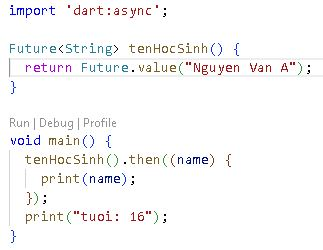 import 'dart:async';
Future<String> tenHocSinh() {
  return Future.value("Nguyen Van A");
}
Run | Debug | Profile
void main() {
  tenHocSinh().then((name) {
    print(name);
  });
  print("tuoi: 16");
}